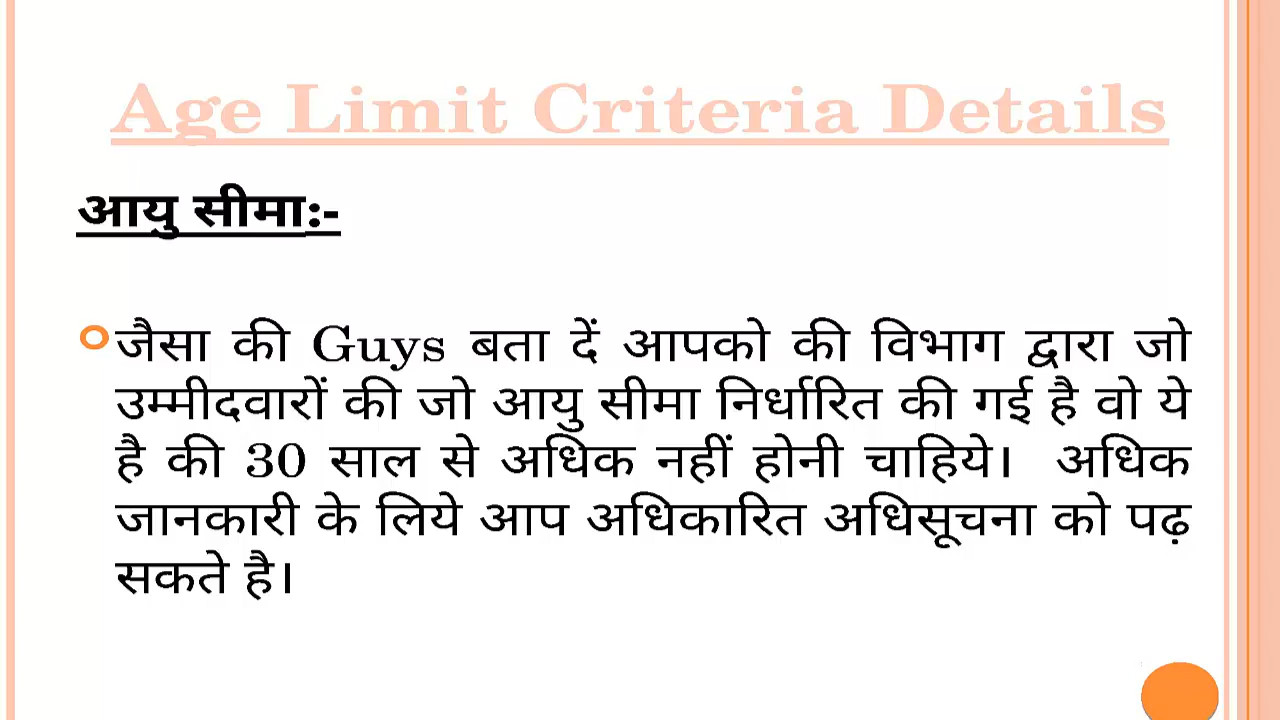 Age Limit Criteria Details
आयु सीमा:-
जैसा की Guys बता दें आपको की विभाग द्वारा जो
उम्मीदवारों की जो आयु सीमा निर्धारित की गई है वो ये
है की 30 साल से अधिक नहीं होनी चाहिये। अधिक
जानकारी के लिये आप अधिकारित अधिसूचना को पढ़
सकते है।